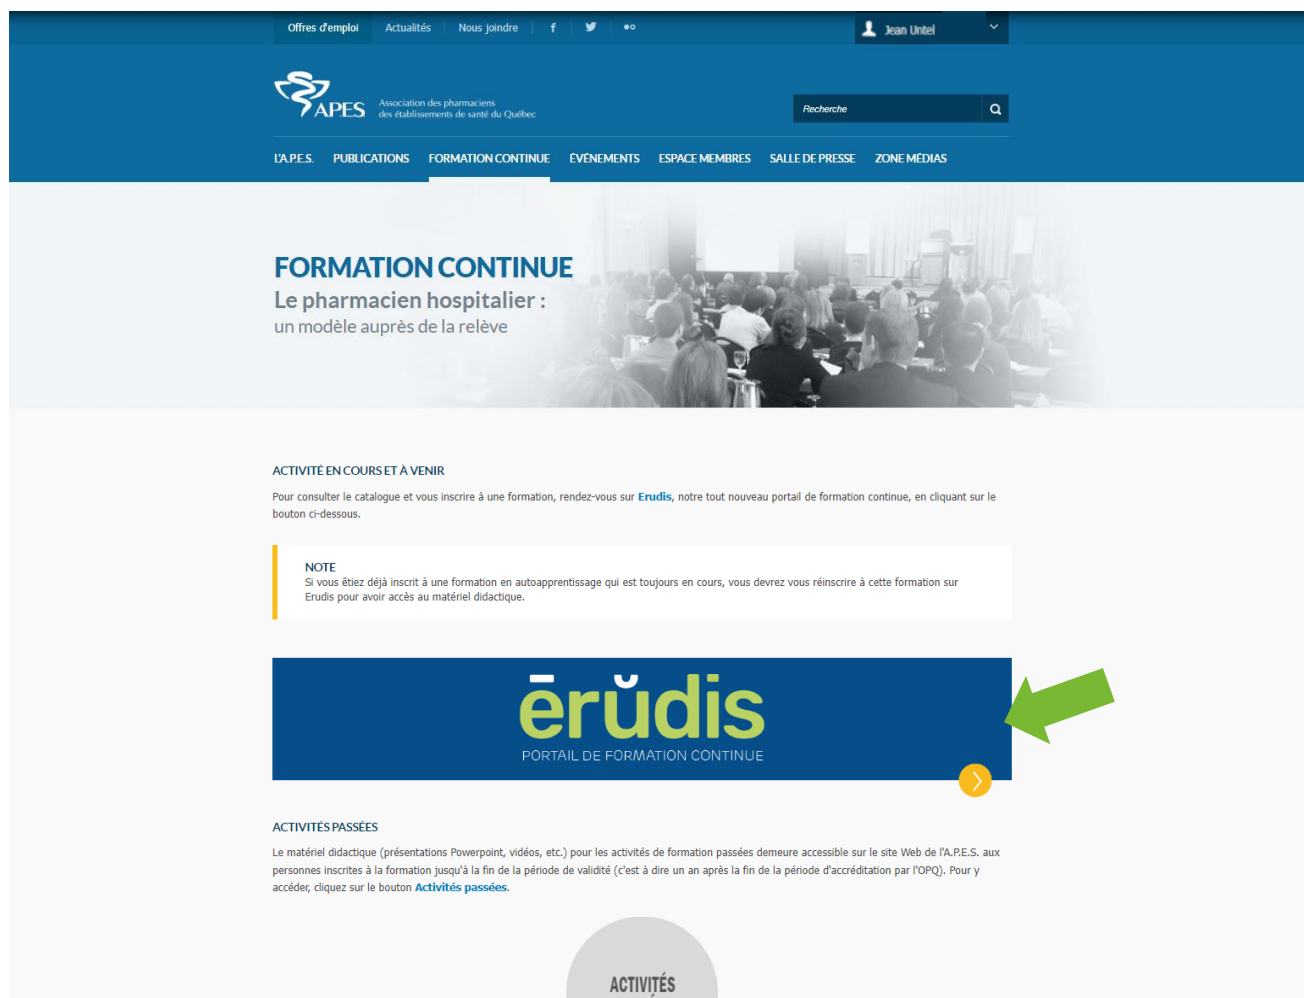 Offres d'emploi Actualités Nous joindre f Jean Untel
APES Association des pharmaciens
des établissements de santé du Québec
Recherche
L'A.P.E.S. PUBLICATIONS FORMATION CONTINUE ÉVÉNEMENTS ESPACE MEMBRES SALLE DE PRESSE ZONE MÉDIAS
FORMATION CONTINUE
Le pharmacien hospitalier :
un modèle auprès de la relève
ACTIVITÉ EN COURS ET À VENIR
Pour consulter le catalogue et vous inscrire à une formation, rendez-vous sur Erudis, notre tout nouveau portail de formation continue, en cliquant sur le
bouton ci-dessous.
NOTE
Si vous êtiez déjà inscrit à une formation en autoapprentissage qui est toujours en cours, vous devrez vous réinscrire à cette formation sur
Erudis pour avoir accès au matériel didactique.
ērŭdis
PORTAIL DE FORMATION CONTINUE
ACTIVITÉS PASSÉES
Le matériel didactique (présentations Powerpoint, vidéos, etc.) pour les activités de formation passées demeure accessible sur le site Web de l'A.P.E.S. aux
personnes inscrites à la formation jusqu'à la fin de la période de validité (c'est à dire un an après la fin de la période d'accréditation par l'OPQ). Pour y
accéder, cliquez sur le bouton Activités passées.
ACTIVITÉS